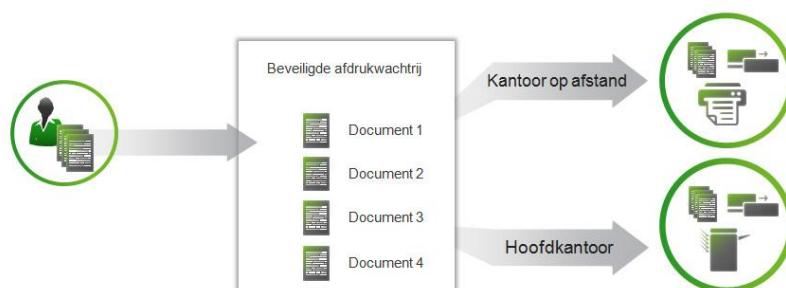 Beveiligde afdrukwachtrij
Document 1
Document 2
Document 3
Document 4
Kantoor op afstand
Hoofdkantoor